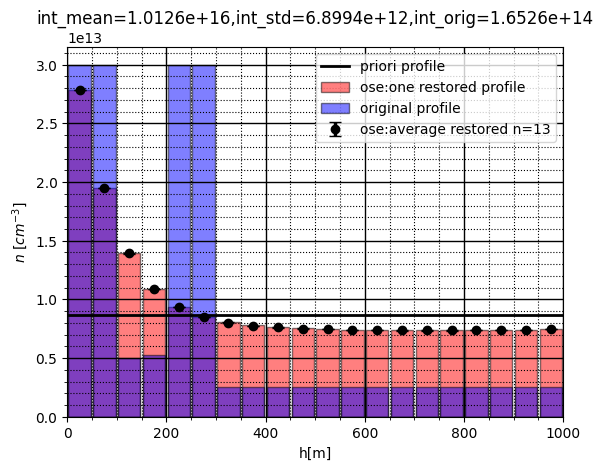 int_mean=1.0126e+16,int_std=6.8994e+12,int_orig=1.6526e+14
1e13
priori profile
ose:one restored profile
original profile
ose:average restored n=13
3.0
2.5
2.0
1.5
1.0
0.5
0.0
n [cm⁻³]
0 200 400 600 800 1000
h[m]